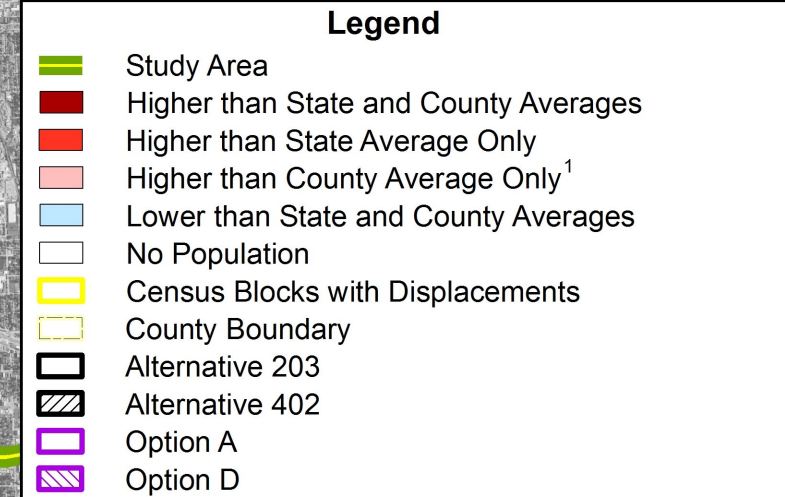 Legend
Study Area
Higher than State and County Averages
Higher than State Average Only
Higher than County Average Only¹
Lower than State and County Averages
No Population
Census Blocks with Displacements
County Boundary
Alternative 203
Alternative 402
Option A
Option D